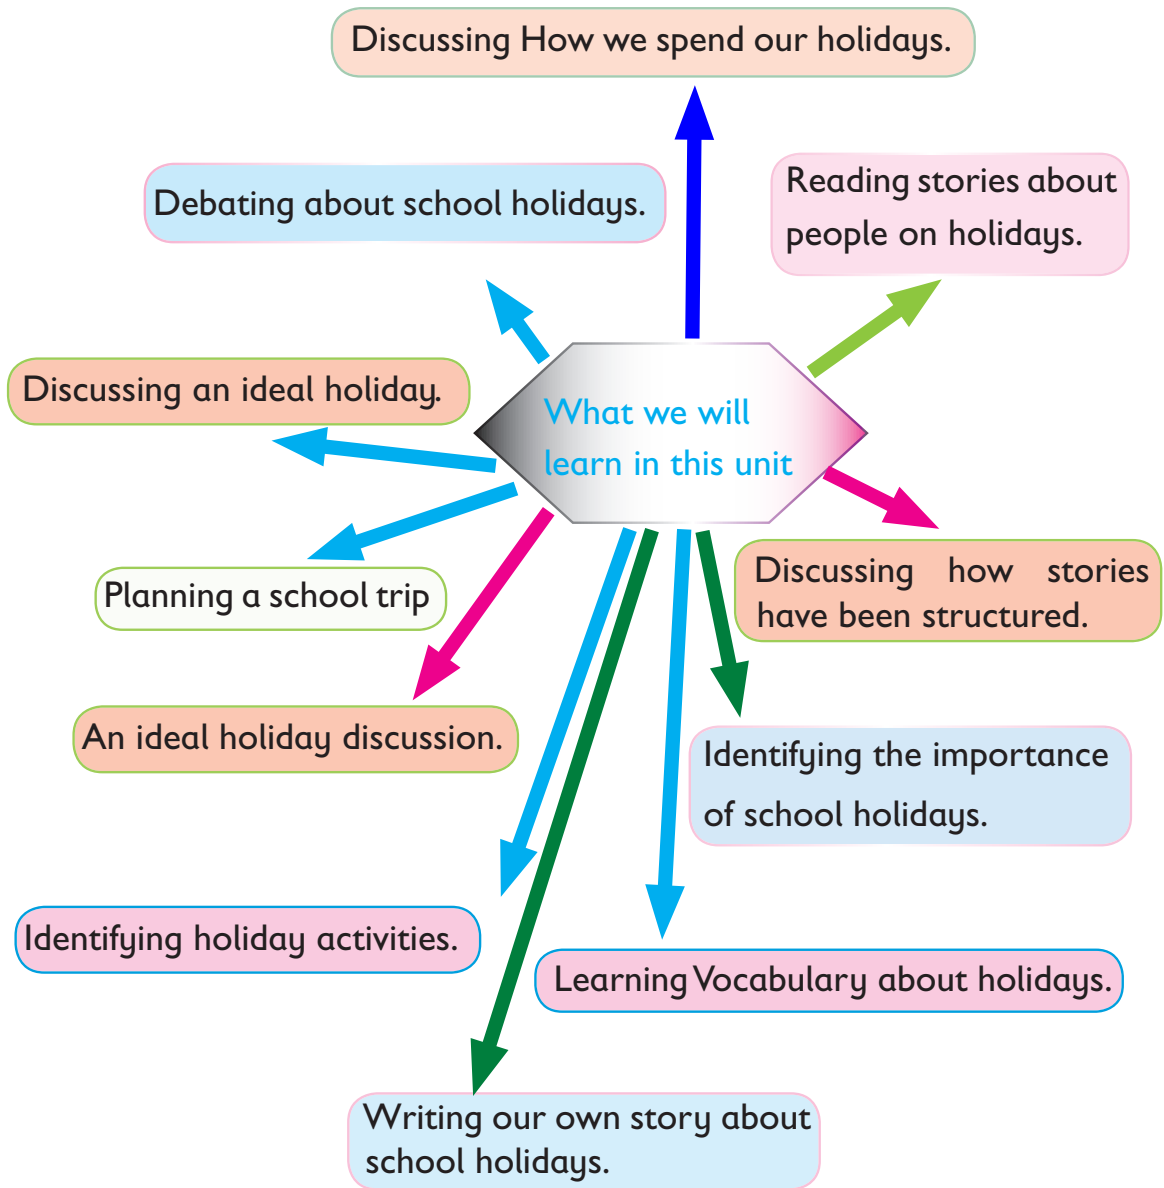 Discussing How we spend our holidays.
Debating about school holidays.
Reading stories about
people on holidays.
Discussing an ideal holiday.
What we will
learn in this unit
Planning a school trip
Discussing how stories
have been structured.
An ideal holiday discussion.
Identifying the importance
of school holidays.
Identifying holiday activities.
Learning Vocabulary about holidays.
Writing our own story about
school holidays.